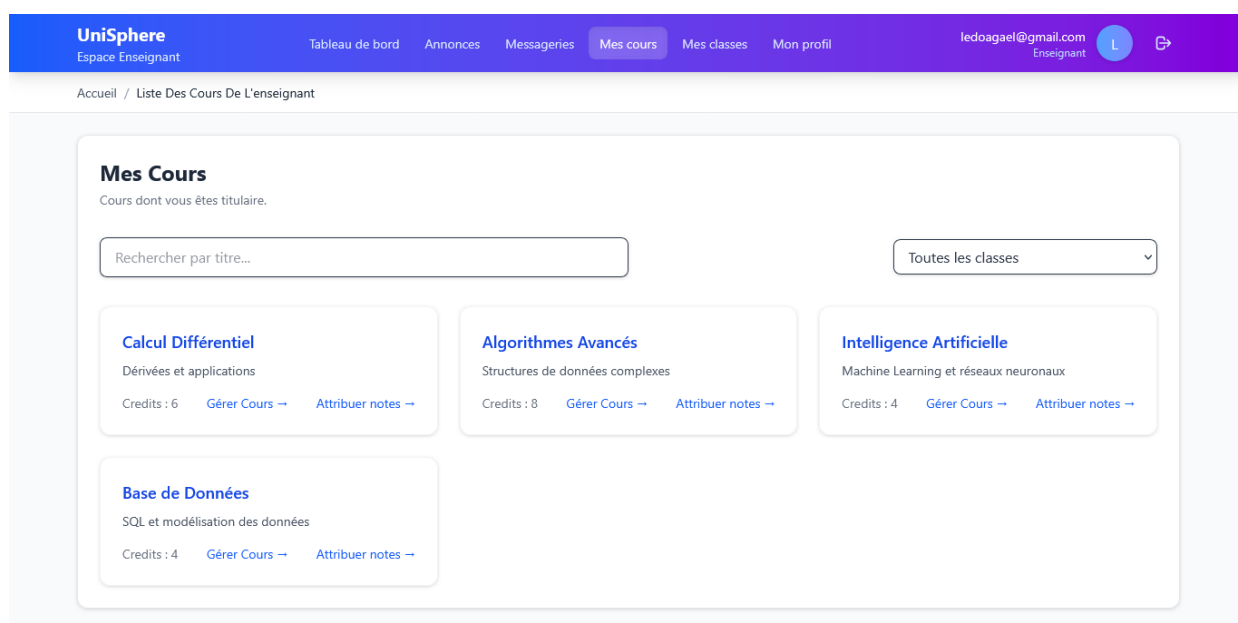 UniSphere
Espace Enseignant
Tableau de bord
Annonces
Messageries
Mes cours
Mes classes
Mon profil
ledoagael@gmail.com
Enseignant
L
Accueil / Liste Des Cours De L'enseignant
Mes Cours
Cours dont vous êtes titulaire.
Rechercher par titre...
Toutes les classes
Calcul Différentiel
Dérivées et applications
Credits : 6 Gérer Cours → Attribuer notes →
Algorithmes Avancés
Structures de données complexes
Credits : 8 Gérer Cours → Attribuer notes →
Intelligence Artificielle
Machine Learning et réseaux neuronaux
Credits : 4 Gérer Cours → Attribuer notes →
Base de Données
SQL et modélisation des données
Credits : 4 Gérer Cours → Attribuer notes →